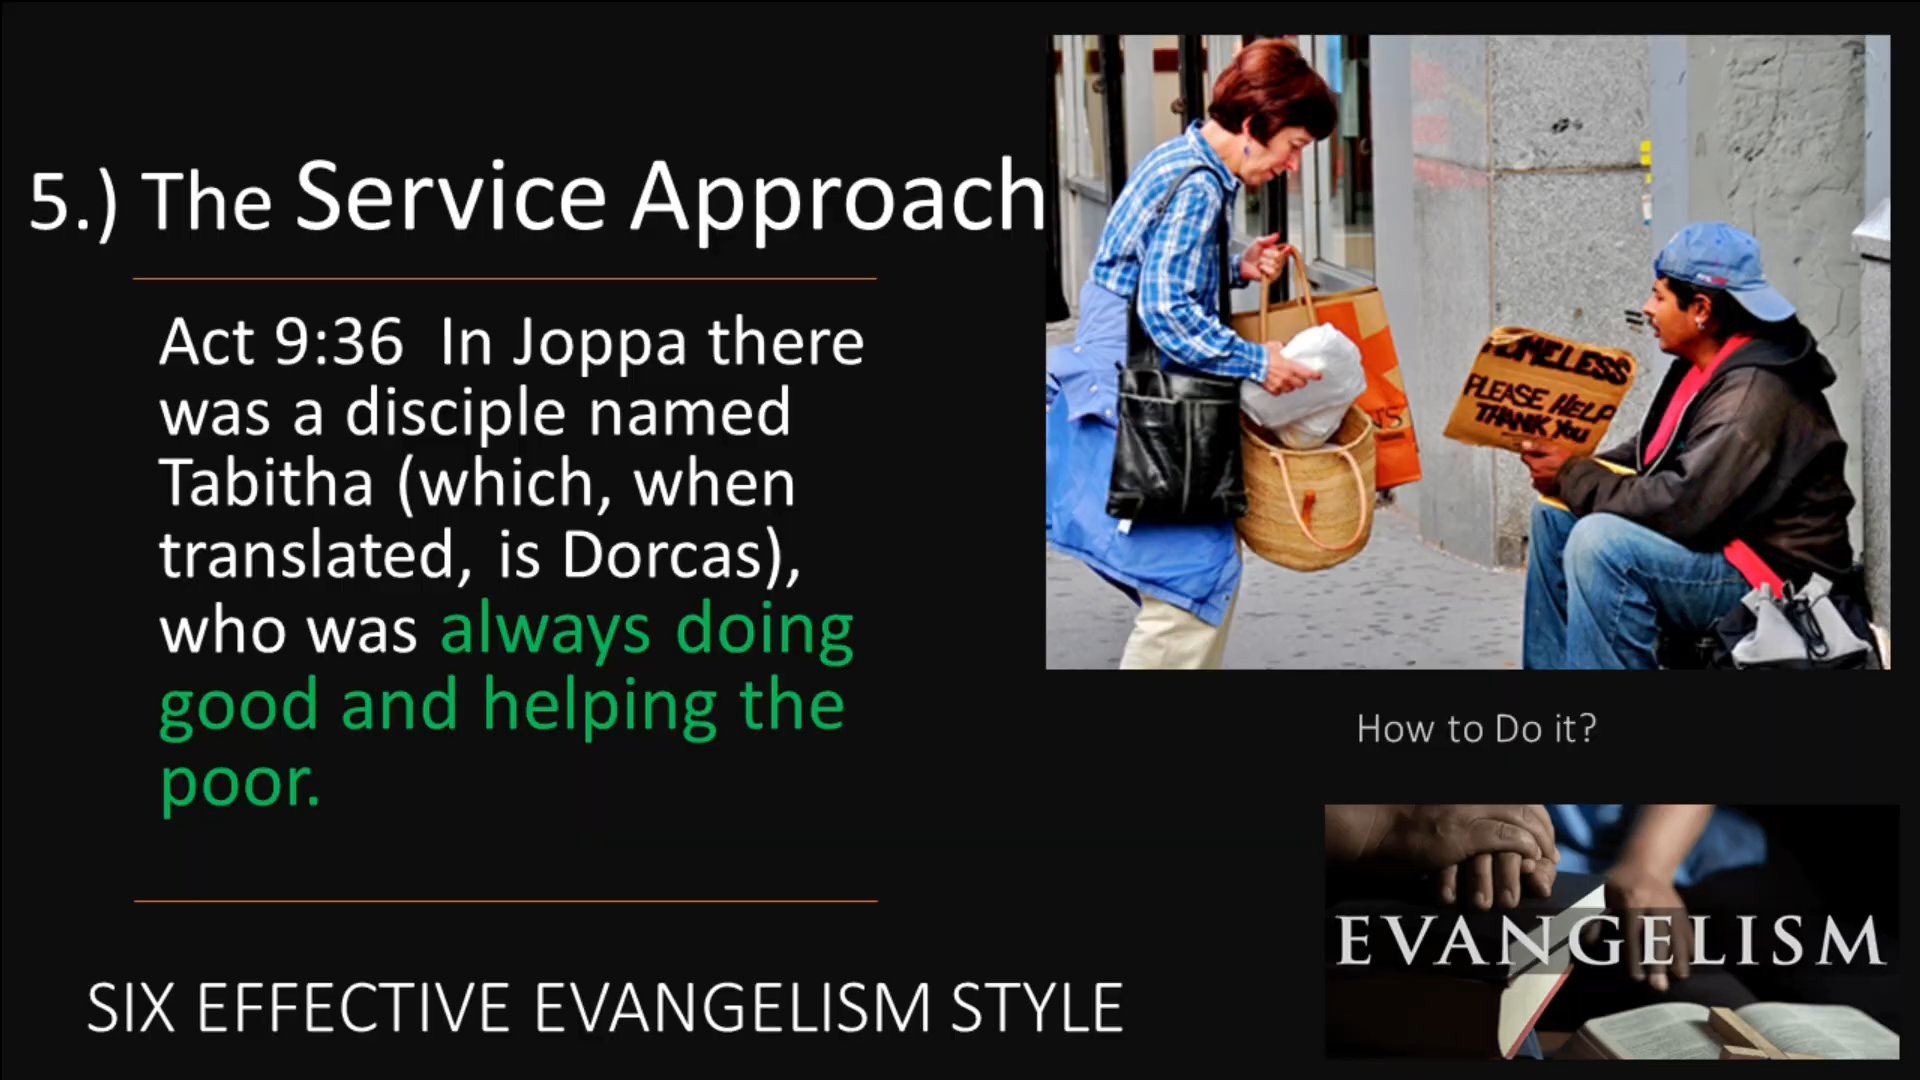 5.) The Service Approach
Act 9:36 In Joppa there
was a disciple named
Tabitha (which, when
translated, is Dorcas),
who was always doing
good and helping the
poor.
HOMELESS
PLEASE HELP
THANK YOU
How to Do it?
EVANGELISM
SIX EFFECTIVE EVANGELISM STYLE